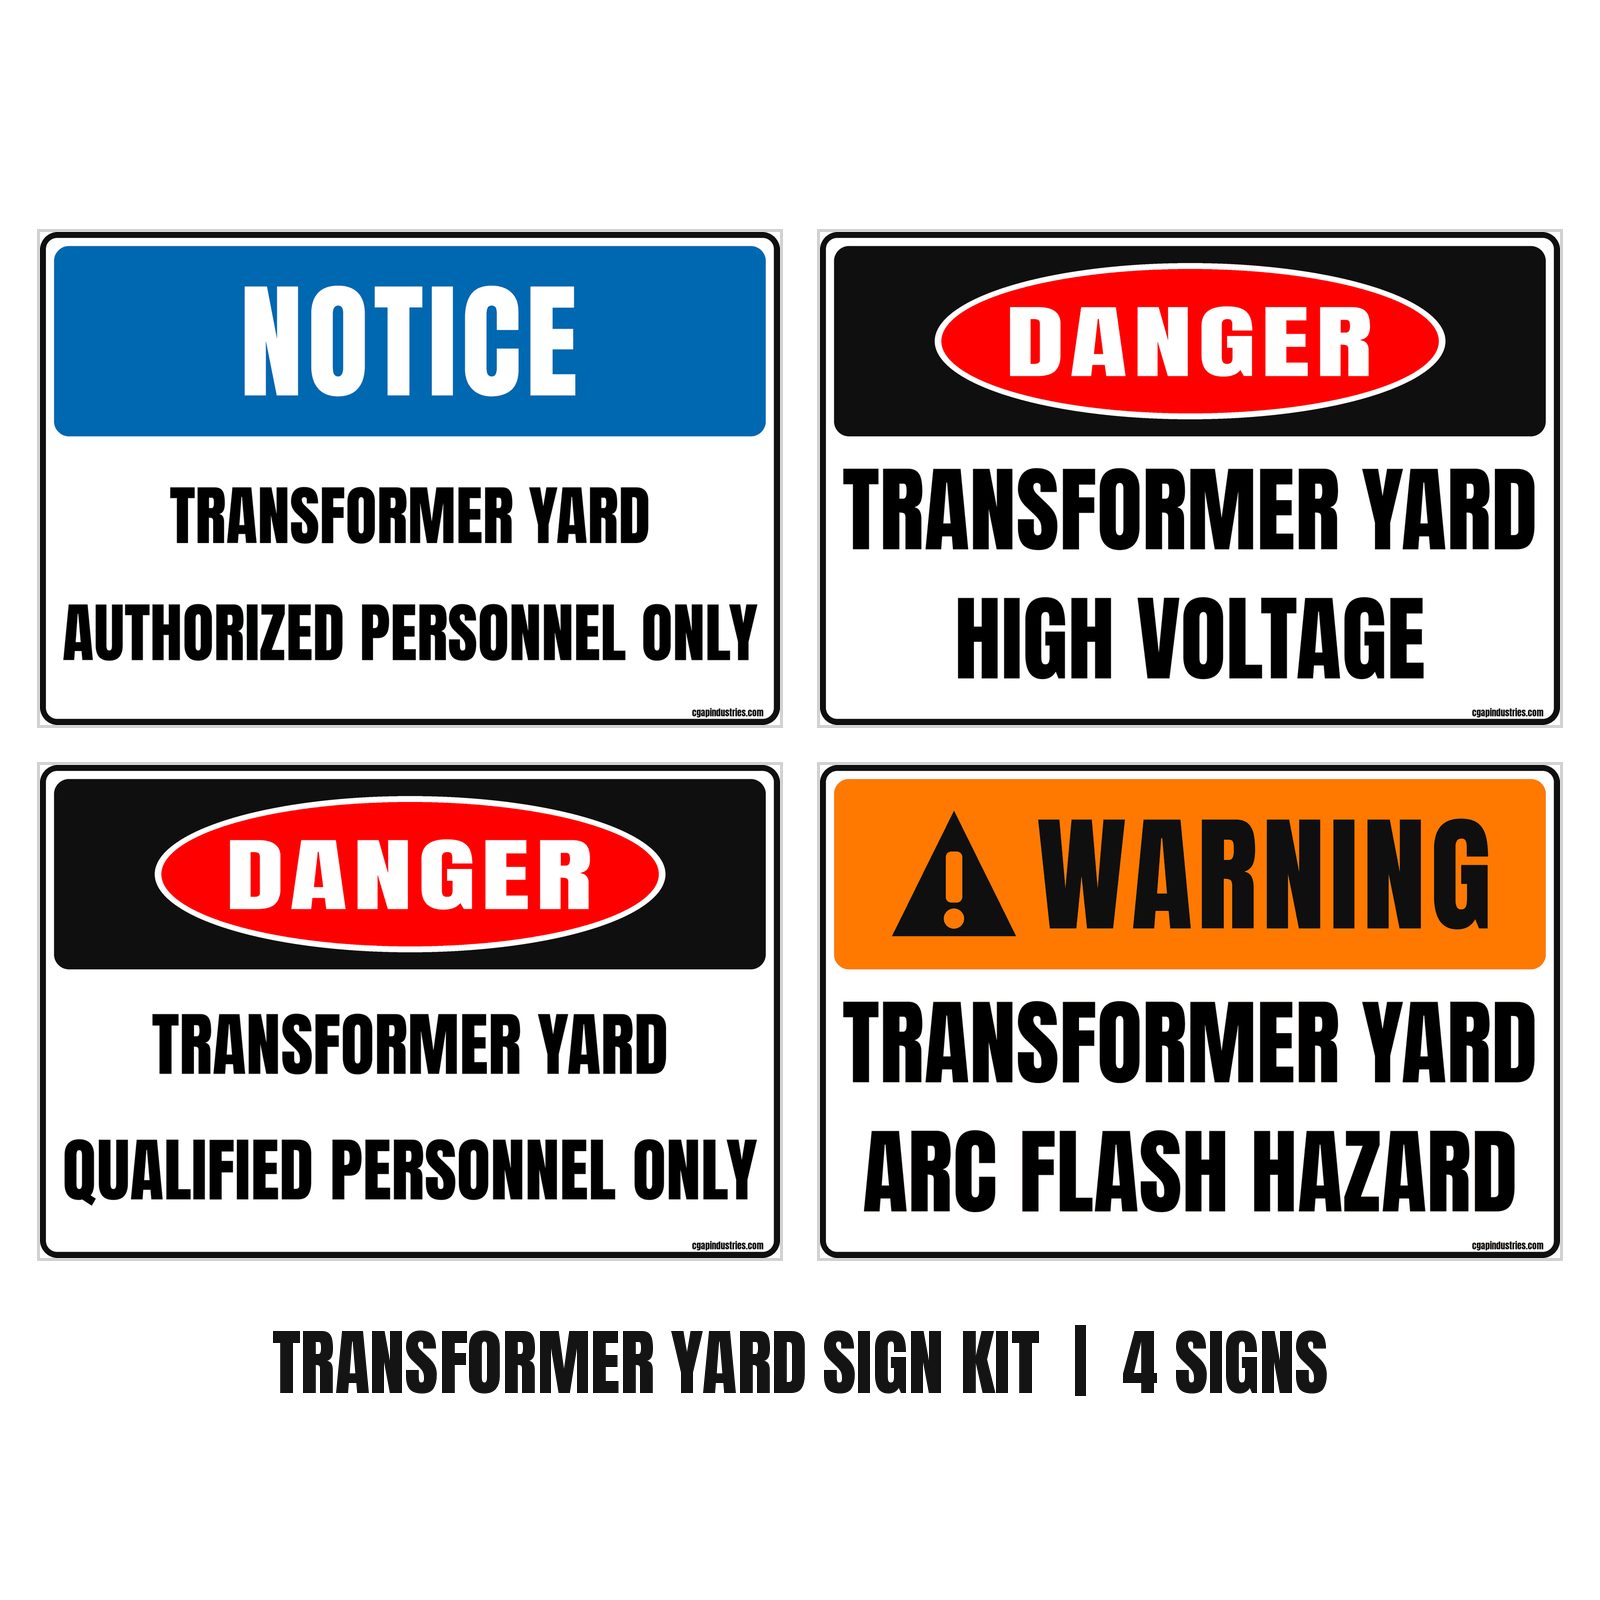 NOTICE
TRANSFORMER YARD
AUTHORIZED PERSONNEL ONLY
cgapindustries.com
DANGER
TRANSFORMER YARD
HIGH VOLTAGE
cgapindustries.com
DANGER
TRANSFORMER YARD
QUALIFIED PERSONNEL ONLY
cgapindustries.com
WARNING
TRANSFORMER YARD
ARC FLASH HAZARD
cgapindustries.com
TRANSFORMER YARD SIGN KIT | 4 SIGNS